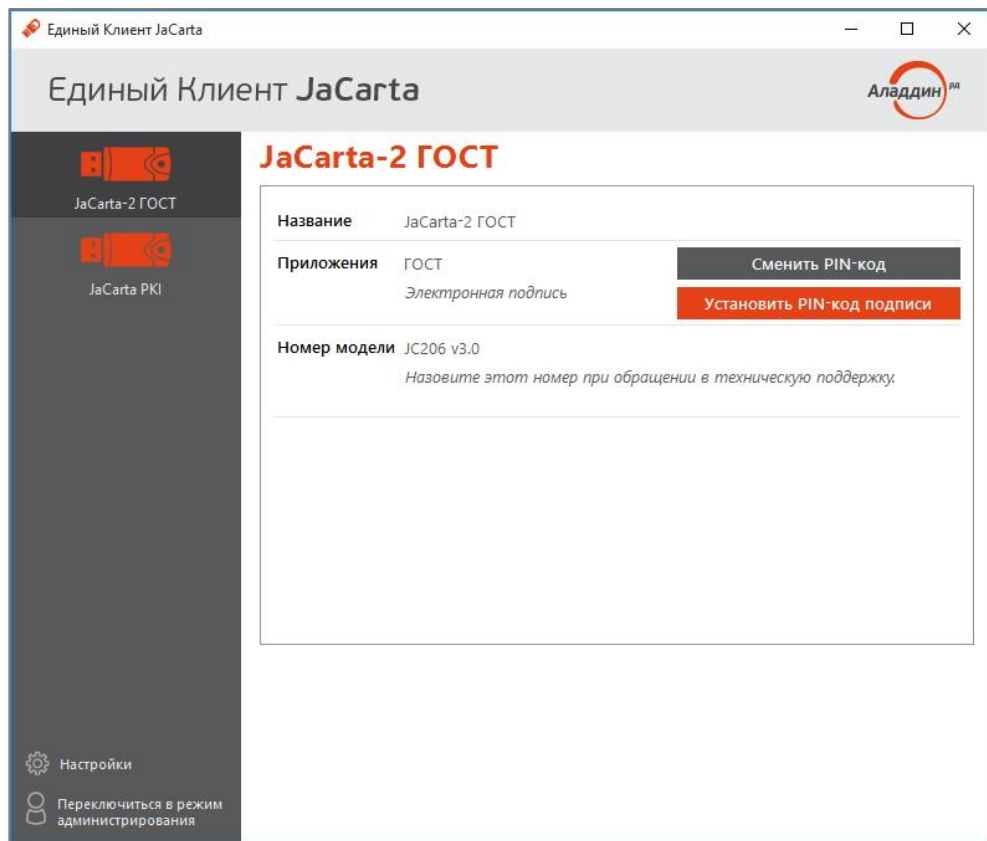 Единый Клиент JaCarta
Единый Клиент JaCarta
Аладдин РД
JaCarta-2 ГОСТ
JaCarta PKI
JaCarta-2 ГОСТ
Название JaCarta-2 ГОСТ
Приложения ГОСТ
Сменить PIN-код
Электронная подпись
Установить PIN-код подписи
Номер модели JC206 v3.0
Назовите этот номер при обращении в техническую поддержку.
Настройки
Переключиться в режим
администрирования